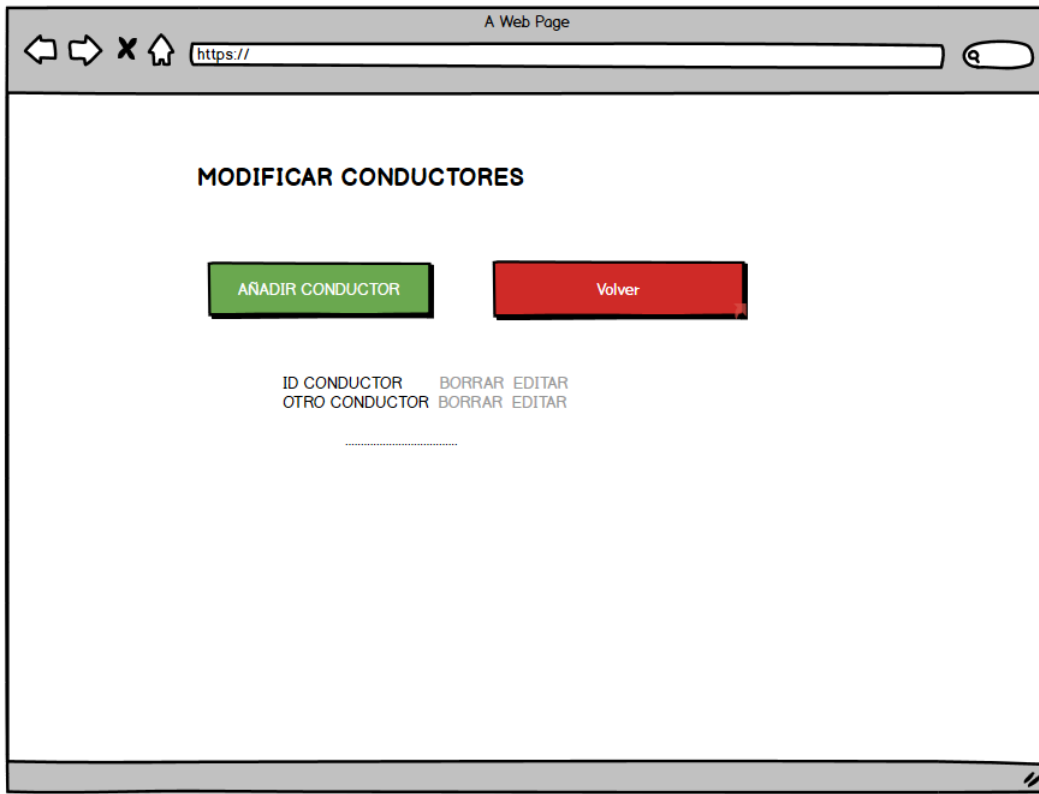 A Web Page
https://
MODIFICAR CONDUCTORES
AÑADIR CONDUCTOR
Volver
ID CONDUCTOR BORRAR EDITAR
OTRO CONDUCTOR BORRAR EDITAR
....................................